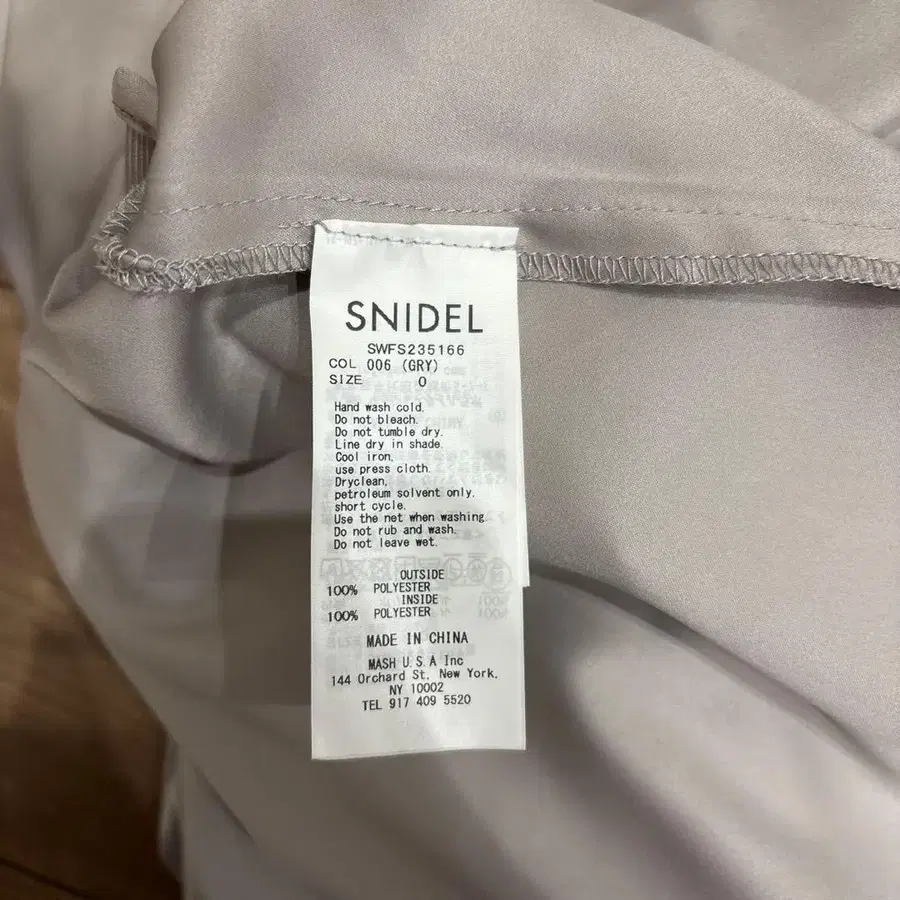 SNIDEL
SWFS235166
COL 006 (GRY)
SIZE 0
Hand wash cold.
Do not bleach.
Do not tumble dry.
Line dry in shade.
Cool iron,
use press cloth.
Dryclean,
petroleum solvent only.
short cycle.
Use the net when washing.
Do not rub and wash.
Do not leave wet.
OUTSIDE
100% POLYESTER
INSIDE
100% POLYESTER
MADE IN CHINA
MASH U.S.A Inc
144 Orchard St, New York,
NY 10002
TEL 917 409 5520